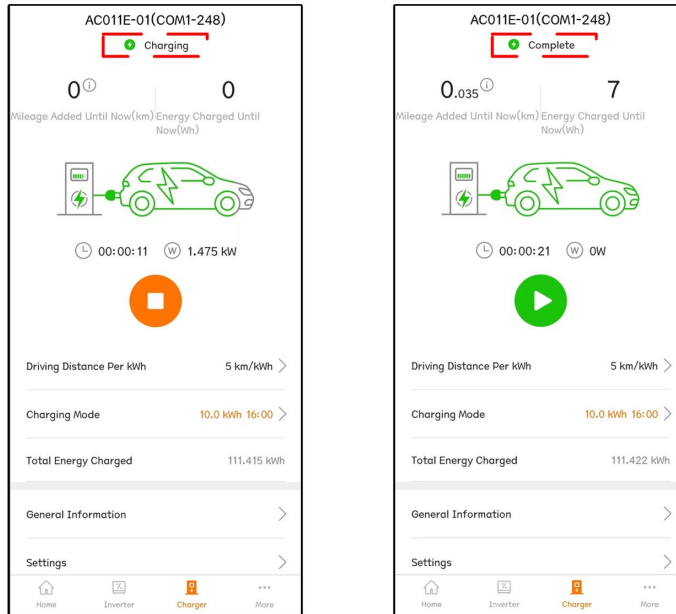 AC011E-01(COM1-248)
Charging
0 0
Mileage Added Until Now(km) Energy Charged Until
Now(Wh)
00:00:11 W 1.475 kW
Driving Distance Per kWh 5 km/kWh
Charging Mode 10.0 kWh 16:00
Total Energy Charged 111.415 kWh
General Information
Settings
Home Inverter Charger More
AC011E-01(COM1-248)
Complete
0.035 7
Mileage Added Until Now(km) Energy Charged Until
Now(Wh)
00:00:21 W 0W
Driving Distance Per kWh 5 km/kWh
Charging Mode 10.0 kWh 16:00
Total Energy Charged 111.422 kWh
General Information
Settings
Home Inverter Charger More